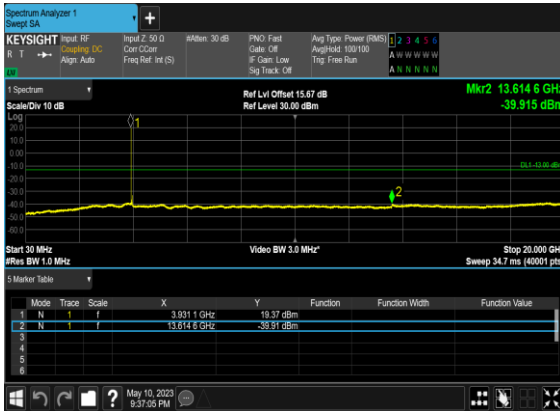 Spectrum Analyzer 1
Swept SA
+
KEYSIGHT Input: RF Input Z: 50 Ω #Atten: 30 dB PNO: Fast Avg Type: Power (RMS) 1 2 3 4 5 6
R T Coupling: DC Corr CCorr Gate: Off Avg|Hold: 100/100 A W W W W W
Align: Auto Freq Ref: Int (S) IF Gain: Low Trig: Free Run
Sig Track: Off A N N N N N
1 Spectrum Ref Lvl Offset 15.67 dB Mkr2 13.614 6 GHz
Scale/Div 10 dB Ref Level 30.00 dBm -39.915 dBm
Log
20.0
10.0
0.00
-10.0
-20.0
-30.0
-40.0
-50.0
-60.0
1
DL1 -13.00 dBm
2
Start 30 MHz Video BW 3.0 MHz* Stop 20.000 GH
#Res BW 1.0 MHz Sweep 34.7 ms (40001 pts
5 Marker Table
Mode Trace Scale X Y Function Function Width Function Value
1 N 1 f 3.931 1 GHz 19.37 dBm
2 N 1 f 13.614 6 GHz -39.91 dBm
3
4
5
6
? May 10, 2023
9:37:05 PM